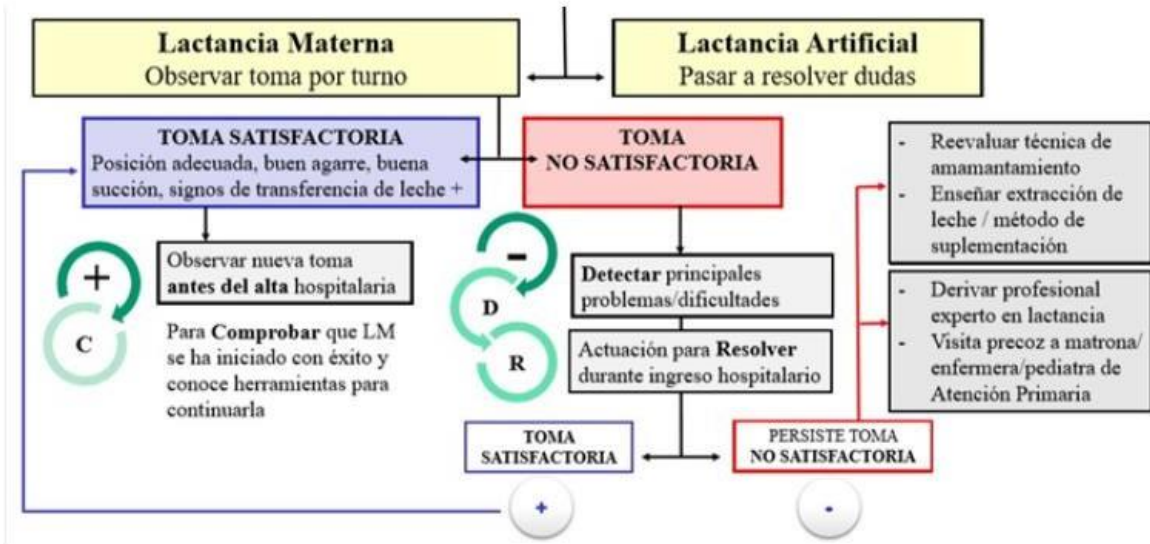 Lactancia Materna
Observar toma por turno
Lactancia Artificial
Pasar a resolver dudas
TOMA SATISFACTORIA
Posición adecuada, buen agarre, buena
succión, signos de transferencia de leche +
TOMA
NO SATISFACTORIA
- Reevaluar técnica de
amamantamiento
- Enseñar extracción de
leche / método de
suplementación
+
C
Observar nueva toma
antes del alta hospitalaria
Para Comprobar que LM
se ha iniciado con éxito y
conoce herramientas para
continuarla
-
D
R
Detectar principales
problemas/dificultades
Actuación para Resolver
durante ingreso hospitalario
- Derivar profesional
experto en lactancia
- Visita precoz a matrona/
enfermera/pediatra de
Atención Primaria
TOMA
SATISFACTORIA
PERSISTE TOMA
NO SATISFACTORIA
+
-